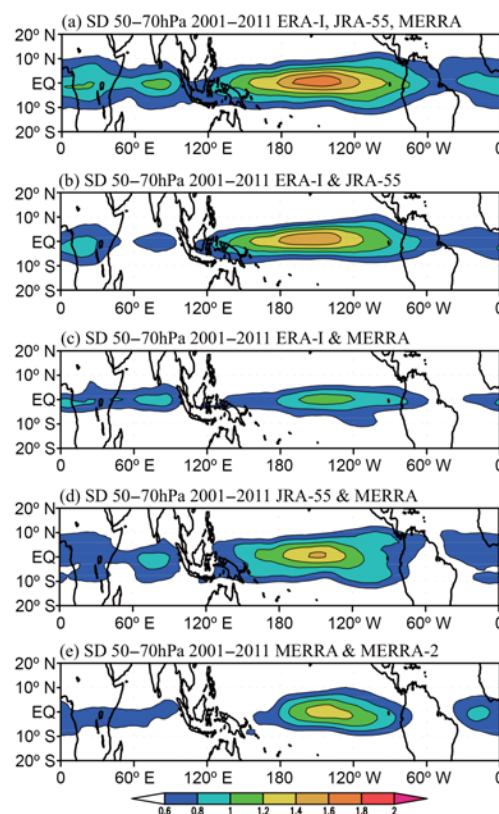 (a) SD 50–70hPa 2001–2011 ERA-I, JRA-55, MERRA
20° N
10° N
EQ
10° S
20° S
0 60° E 120° E 180 120° W 60° W 0
(b) SD 50–70hPa 2001–2011 ERA-I & JRA-55
20° N
10° N
EQ
10° S
20° S
0 60° E 120° E 180 120° W 60° W 0
(c) SD 50–70hPa 2001–2011 ERA-I & MERRA
20° N
10° N
EQ
10° S
20° S
0 60° E 120° E 180 120° W 60° W 0
(d) SD 50–70hPa 2001–2011 JRA-55 & MERRA
20° N
10° N
EQ
10° S
20° S
0 60° E 120° E 180 120° W 60° W 0
(e) SD 50–70hPa 2001–2011 MERRA & MERRA-2
20° N
10° N
EQ
10° S
20° S
0 60° E 120° E 180 120° W 60° W 0
0.6 0.8 1 1.2 1.4 1.6 1.8 2